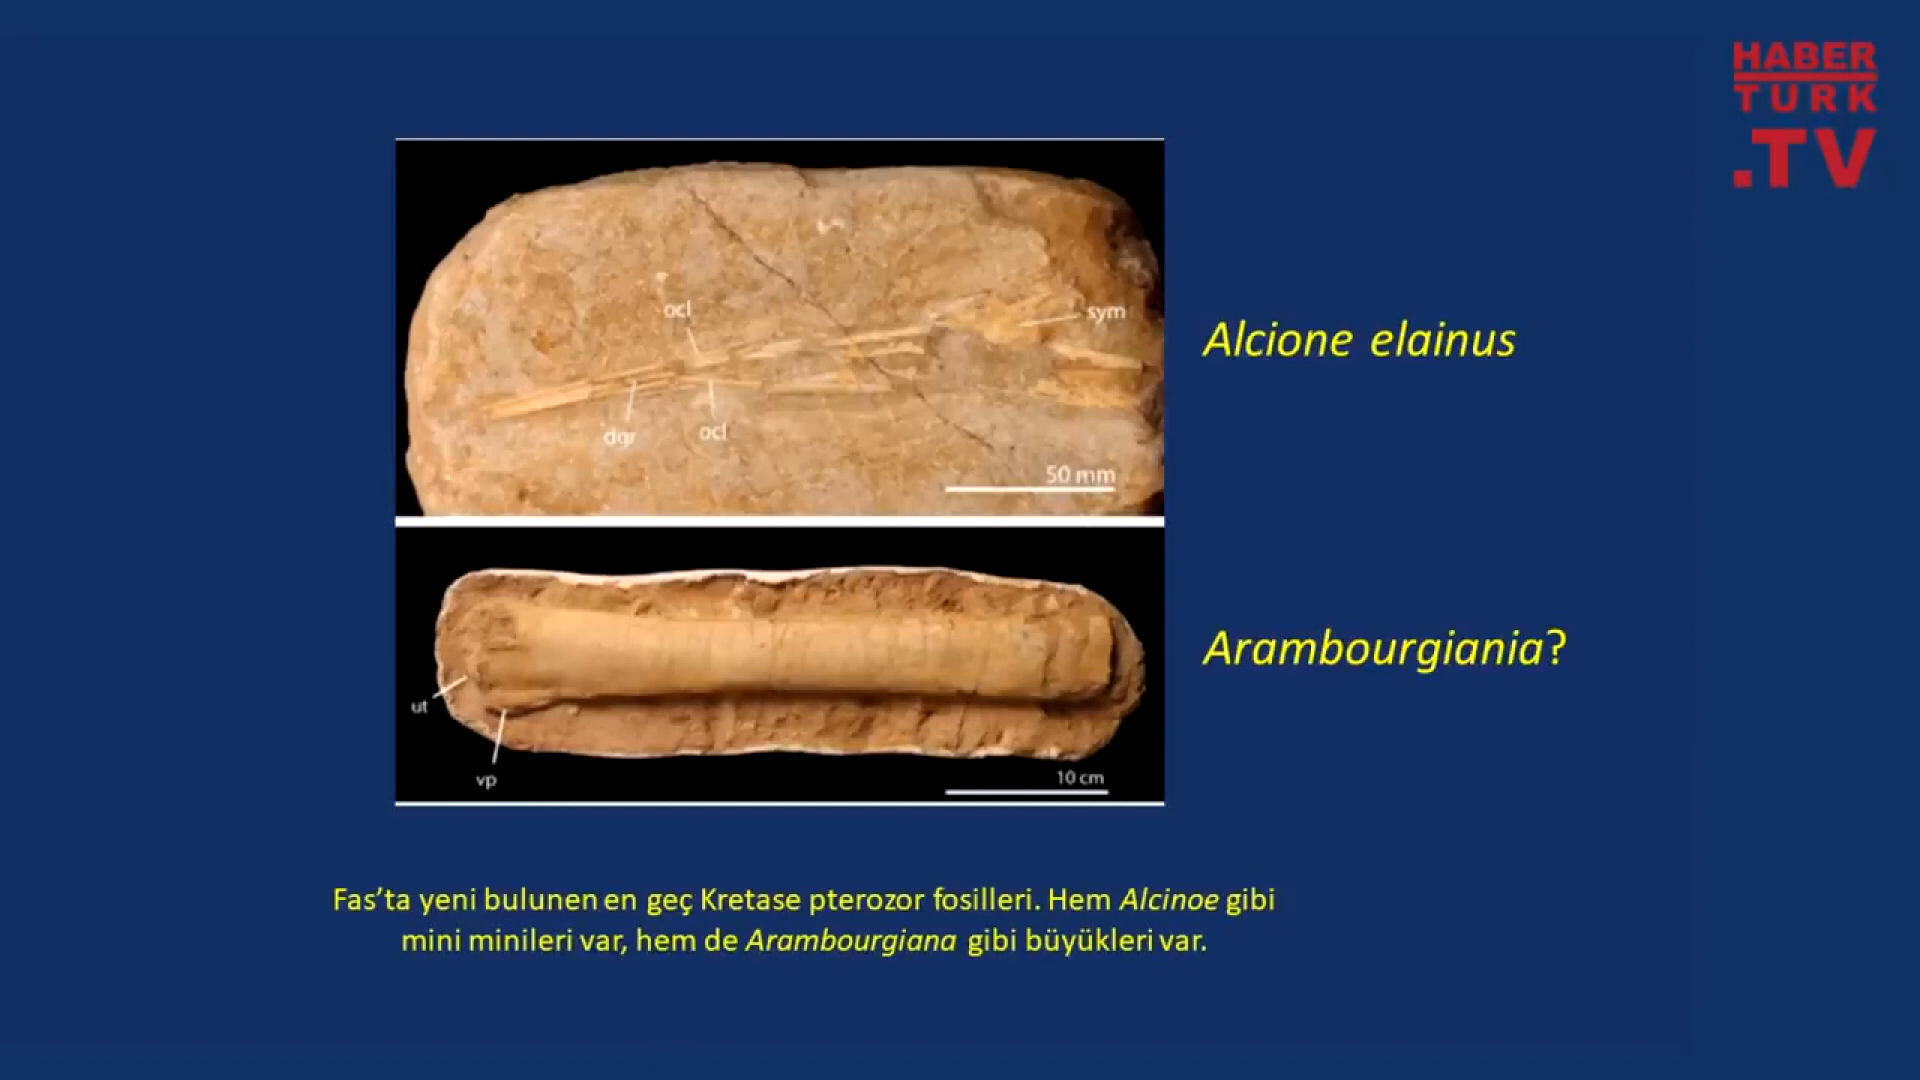 HABER
TURK
.TV
ocl
sym
dgr
ocl
50 mm
Alcione elainus
ut
vp
10 cm
Arambourgiania?
Fas’ta yeni bulunen en geç Kretase pterozor fosilleri. Hem Alcinoe gibi
mini minileri var, hem de Arambourgiana gibi büyükleri var.